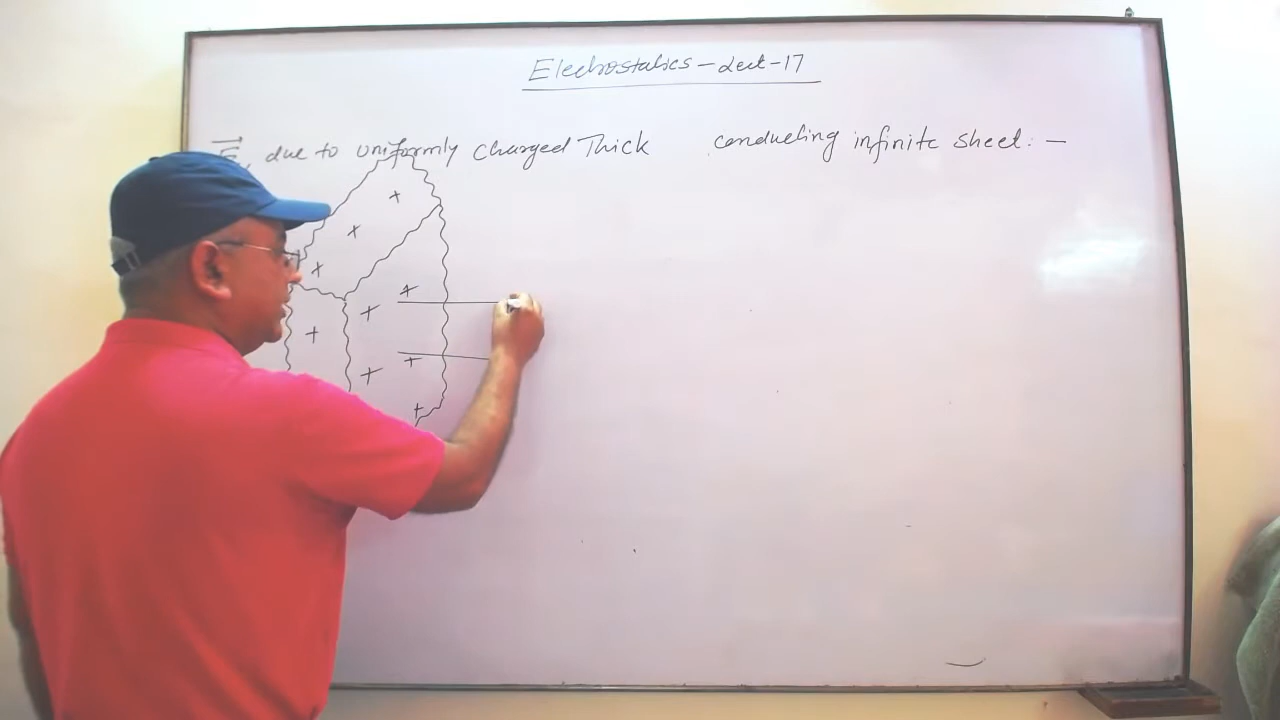 Electrostatics - Lect - 17
E due to uniformly charged Thick conducting infinite sheet : -
+ +
+
+ + +
+ +
+